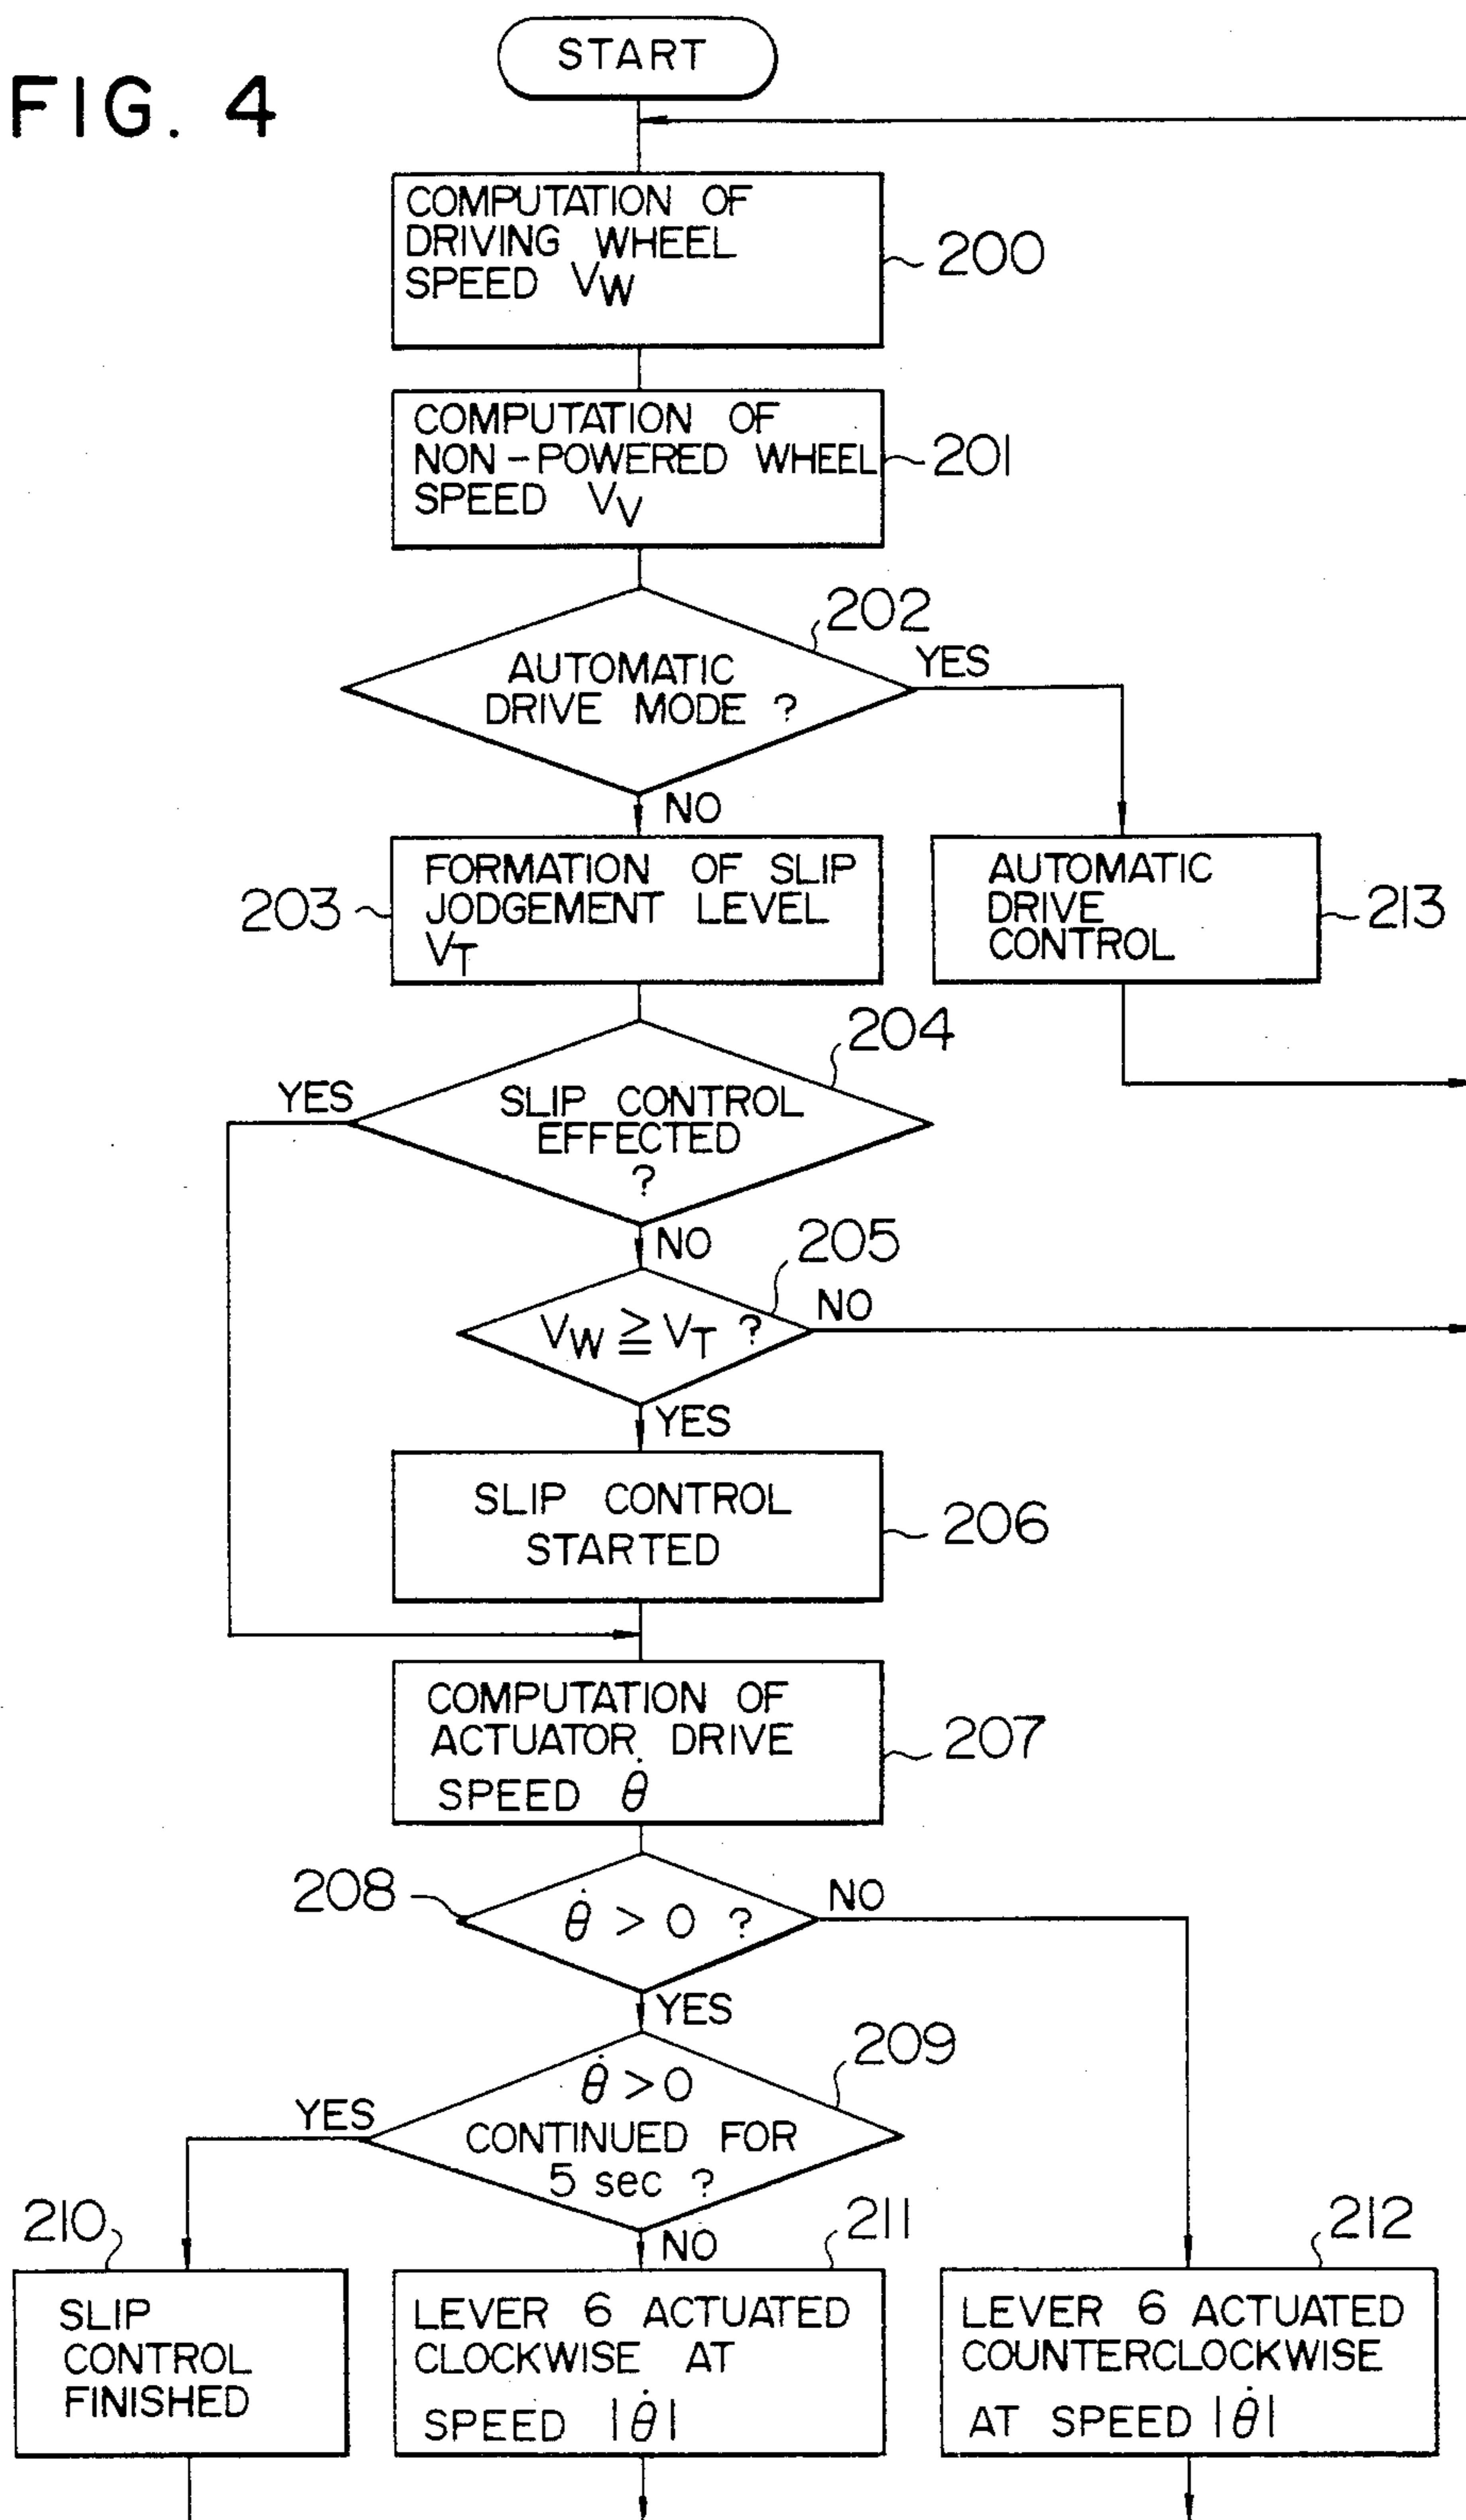 FIG. 4
START
COMPUTATION OF
DRIVING WHEEL
SPEED VW
200
COMPUTATION OF
NON-POWERED WHEEL
SPEED VV
201
202
AUTOMATIC
DRIVE MODE ?
YES
NO
FORMATION OF SLIP
JODGEMENT LEVEL
VT
203
AUTOMATIC
DRIVE
CONTROL
213
204
YES
SLIP CONTROL
EFFECTED
?
NO
205
VW ≧ VT ?
NO
YES
SLIP CONTROL
STARTED
206
COMPUTATION OF
ACTUATOR DRIVE
SPEED θ̇
207
208
θ̇ > 0 ?
NO
YES
209
θ̇ > 0
CONTINUED FOR
5 sec ?
YES
NO
210
SLIP
CONTROL
FINISHED
211
LEVER 6 ACTUATED
CLOCKWISE AT
SPEED |θ̇|
212
LEVER 6 ACTUATED
COUNTERCLOCKWISE
AT SPEED |θ̇|